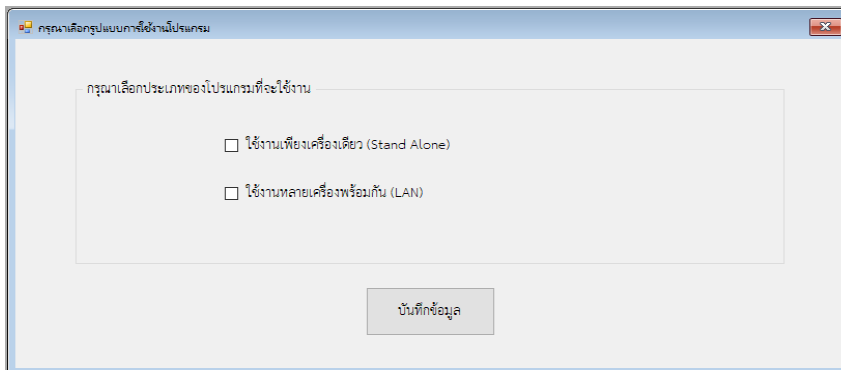 กรุณาเลือกรูปแบบการใช้งานโปรแกรม
กรุณาเลือกประเภทของโปรแกรมที่จะใช้งาน
ใช้งานเพียงเครื่องเดียว (Stand Alone)
ใช้งานหลายเครื่องพร้อมกัน (LAN)
บันทึกข้อมูล